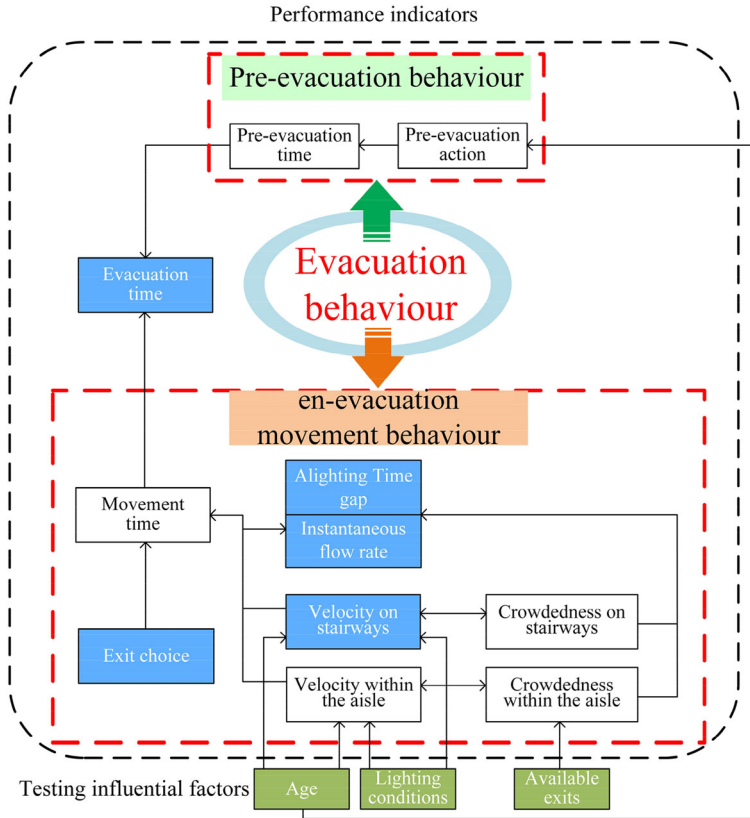 Performance indicators
Pre-evacuation behaviour
Pre-evacuation
time
Pre-evacuation
action
Evacuation
time
Evacuation
behaviour
en-evacuation
movement behaviour
Alighting Time
gap
Movement
time
Instantaneous
flow rate
Velocity on
stairways
Crowdedness on
stairways
Exit choice
Velocity within
the aisle
Crowdedness
within the aisle
Testing influential factors
Age
Lighting
conditions
Available
exits